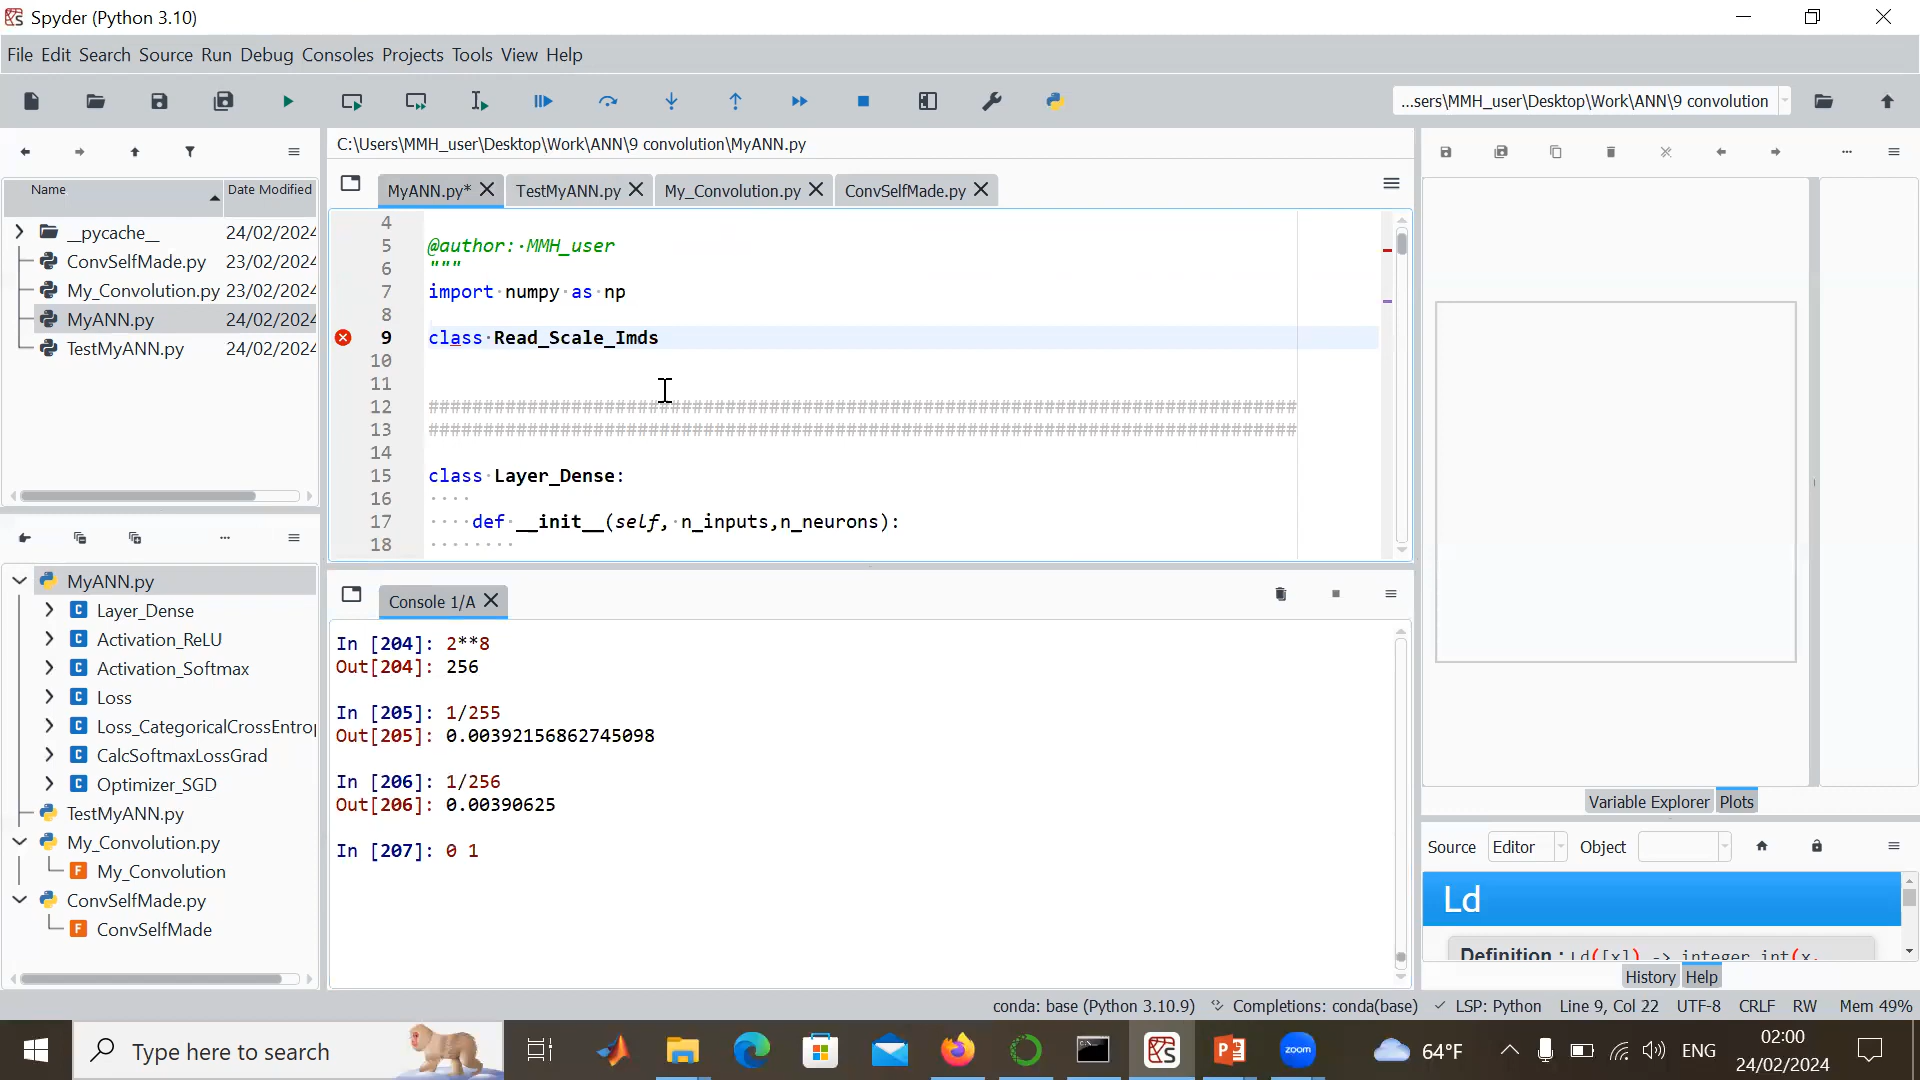 Spyder (Python 3.10)
File Edit Search Source Run Debug Consoles Projects Tools View Help
...sers\MMH_user\Desktop\Work\ANN\9 convolution
Name Date Modified
__pycache__ 24/02/2024
ConvSelfMade.py 23/02/2024
My_Convolution.py 23/02/2024
MyANN.py 24/02/2024
TestMyANN.py 24/02/2024
MyANN.py
Layer_Dense
Activation_ReLU
Activation_Softmax
Loss
Loss_CategoricalCrossEntrop
CalcSoftmaxLossGrad
Optimizer_SGD
TestMyANN.py
My_Convolution.py
My_Convolution
ConvSelfMade.py
ConvSelfMade
C:\Users\MMH_user\Desktop\Work\ANN\9 convolution\MyANN.py
MyANN.py* TestMyANN.py My_Convolution.py ConvSelfMade.py
4
5 @author: MMH_user
6 """
7 import numpy as np
8
9 class Read_Scale_Imds
10
11
12 ###############################################################################
13 ###############################################################################
14
15 class Layer_Dense:
16
17 def __init__(self, n_inputs,n_neurons):
18
Console 1/A
In [204]: 2**8
Out[204]: 256
In [205]: 1/255
Out[205]: 0.00392156862745098
In [206]: 1/256
Out[206]: 0.00390625
In [207]: 0 1
Variable Explorer Plots
Source Editor Object
Ld
Definition : Ld([x]) -> integer int(x,
History Help
conda: base (Python 3.10.9) Completions: conda(base) LSP: Python Line 9, Col 22 UTF-8 CRLF RW Mem 49%
Type here to search
zoom
64°F
ENG
02:00
24/02/2024